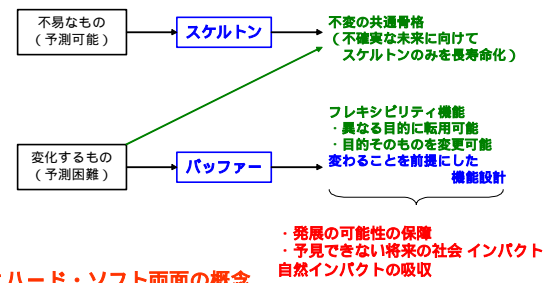 不易なもの
（予測可能）
スケルトン
不変の共通骨格
（不確実な未来に向けて
スケルトンのみを長寿命化）
変化するもの
（予測困難）
バッファー
フレキシビリティ機能
・異なる目的に転用可能
・目的そのものを変更可能
変わることを前提にした
機能設計
・発展の可能性の保障
・予見できない将来の社会 インパクト
自然インパクトの吸収
ハード・ソフト両面の概念